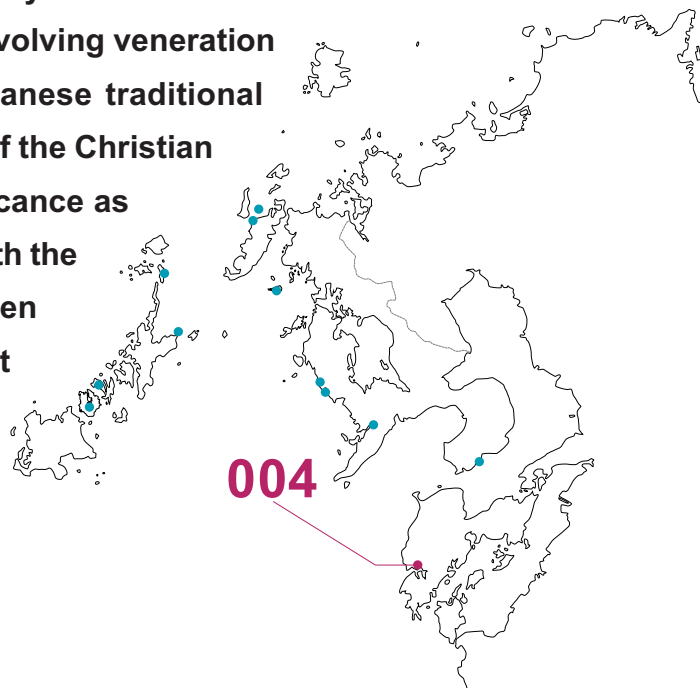 volving veneration
anese traditional
f the Christian
cance as
th the
en
t
004